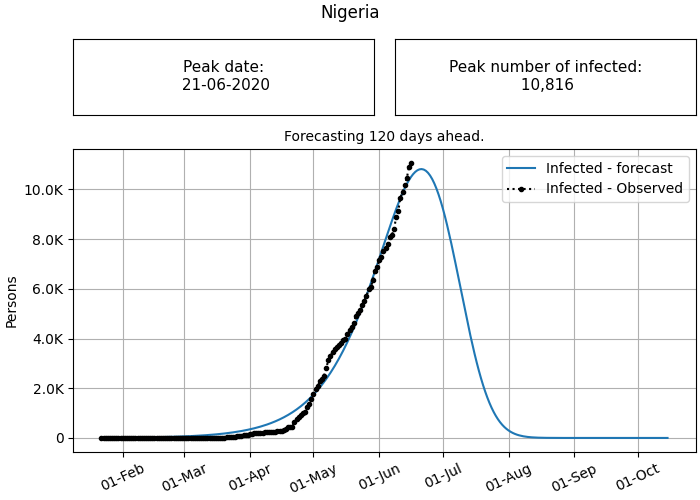 Nigeria
Peak date:
21-06-2020
Peak number of infected:
10,816
Forecasting 120 days ahead.
Infected - forecast
Infected - Observed
10.0K
8.0K
6.0K
4.0K
2.0K
0
Persons
01-Feb
01-Mar
01-Apr
01-May
01-Jun
01-Jul
01-Aug
01-Sep
01-Oct